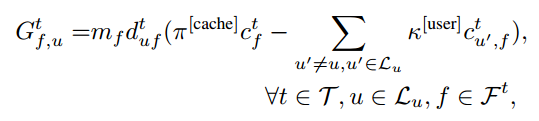 G^t_{f,u} = m_f d^t_{uf} (π^{[cache]} c^t_f − ∑_{u'≠u,u'∈ℒ_u} κ^{[user]} c^t_{u',f}),
∀t ∈ 𝒯, u ∈ ℒ_u, f ∈ ℱ^t,